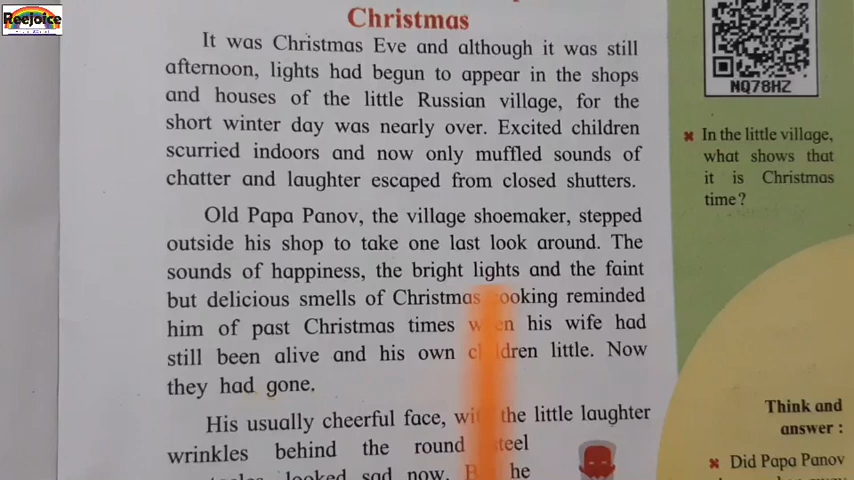 Reejoice
Christmas
It was Christmas Eve and although it was still
afternoon, lights had begun to appear in the shops
and houses of the little Russian village, for the
short winter day was nearly over. Excited children
scurried indoors and now only muffled sounds of
chatter and laughter escaped from closed shutters.
Old Papa Panov, the village shoemaker, stepped
outside his shop to take one last look around. The
sounds of happiness, the bright lights and the faint
but delicious smells of Christmas cooking reminded
him of past Christmas times when his wife had
still been alive and his own children little. Now
they had gone.
His usually cheerful face, with the little laughter
wrinkles behind the round steel
looked sad now. he
NQ78HZ
In the little village,
what shows that
it is Christmas
time?
Think and
answer :
Did Papa Panov